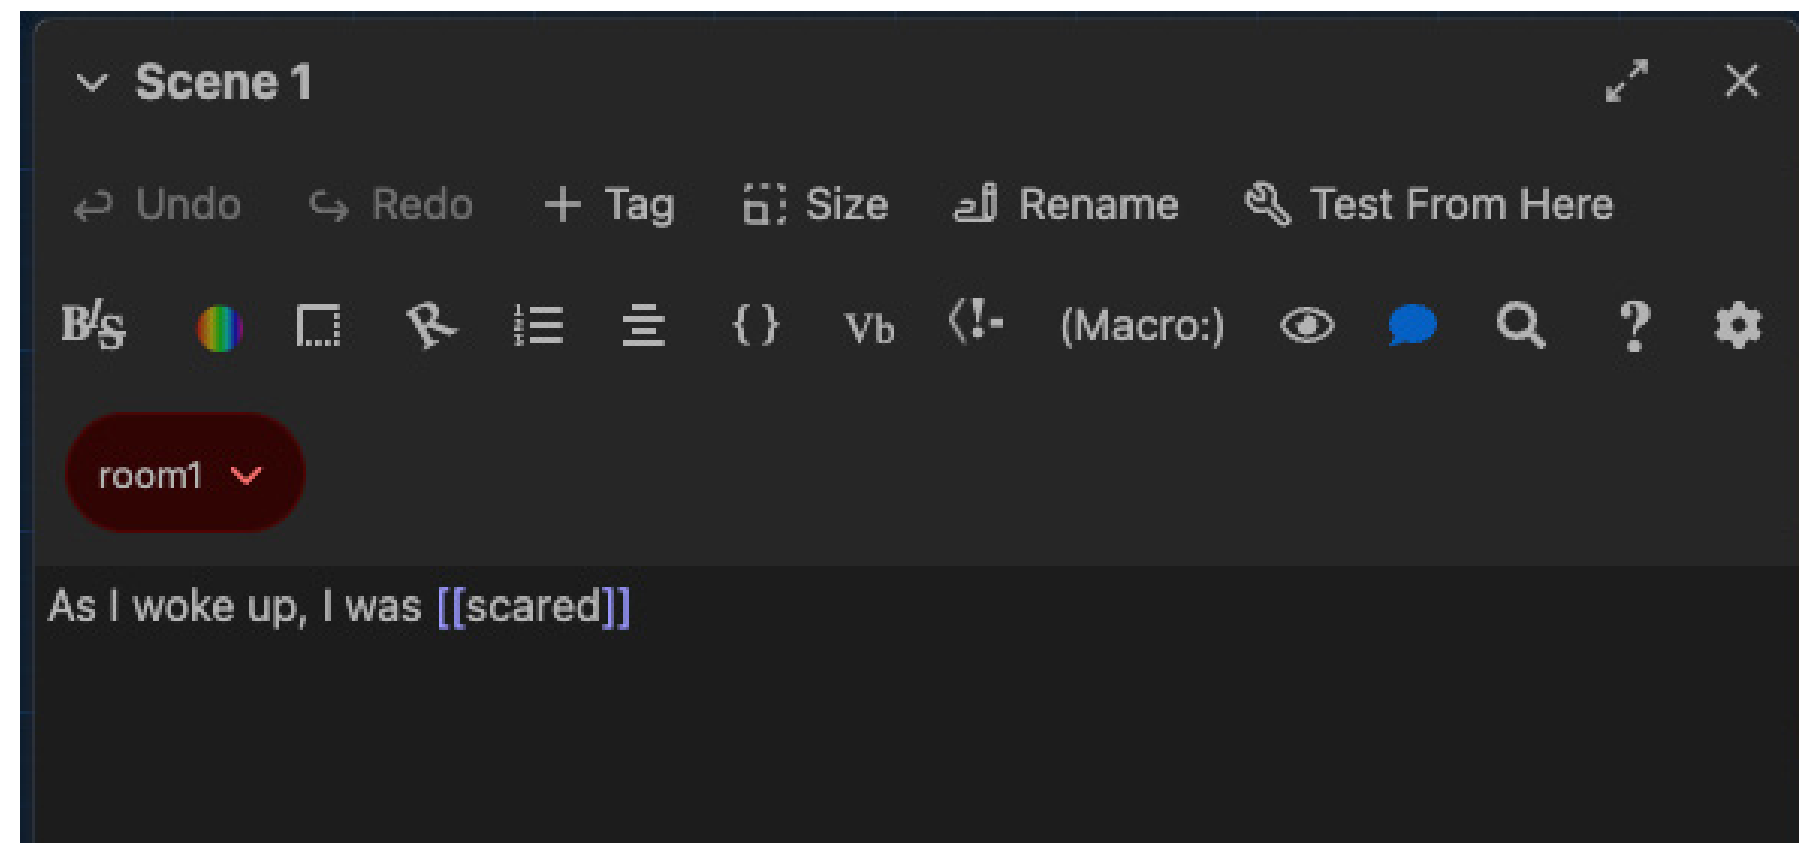 Scene 1
Undo Redo + Tag Size Rename Test From Here
B/S R {} Vb <!- (Macro:) ?
room1
As I woke up, I was [[scared]]